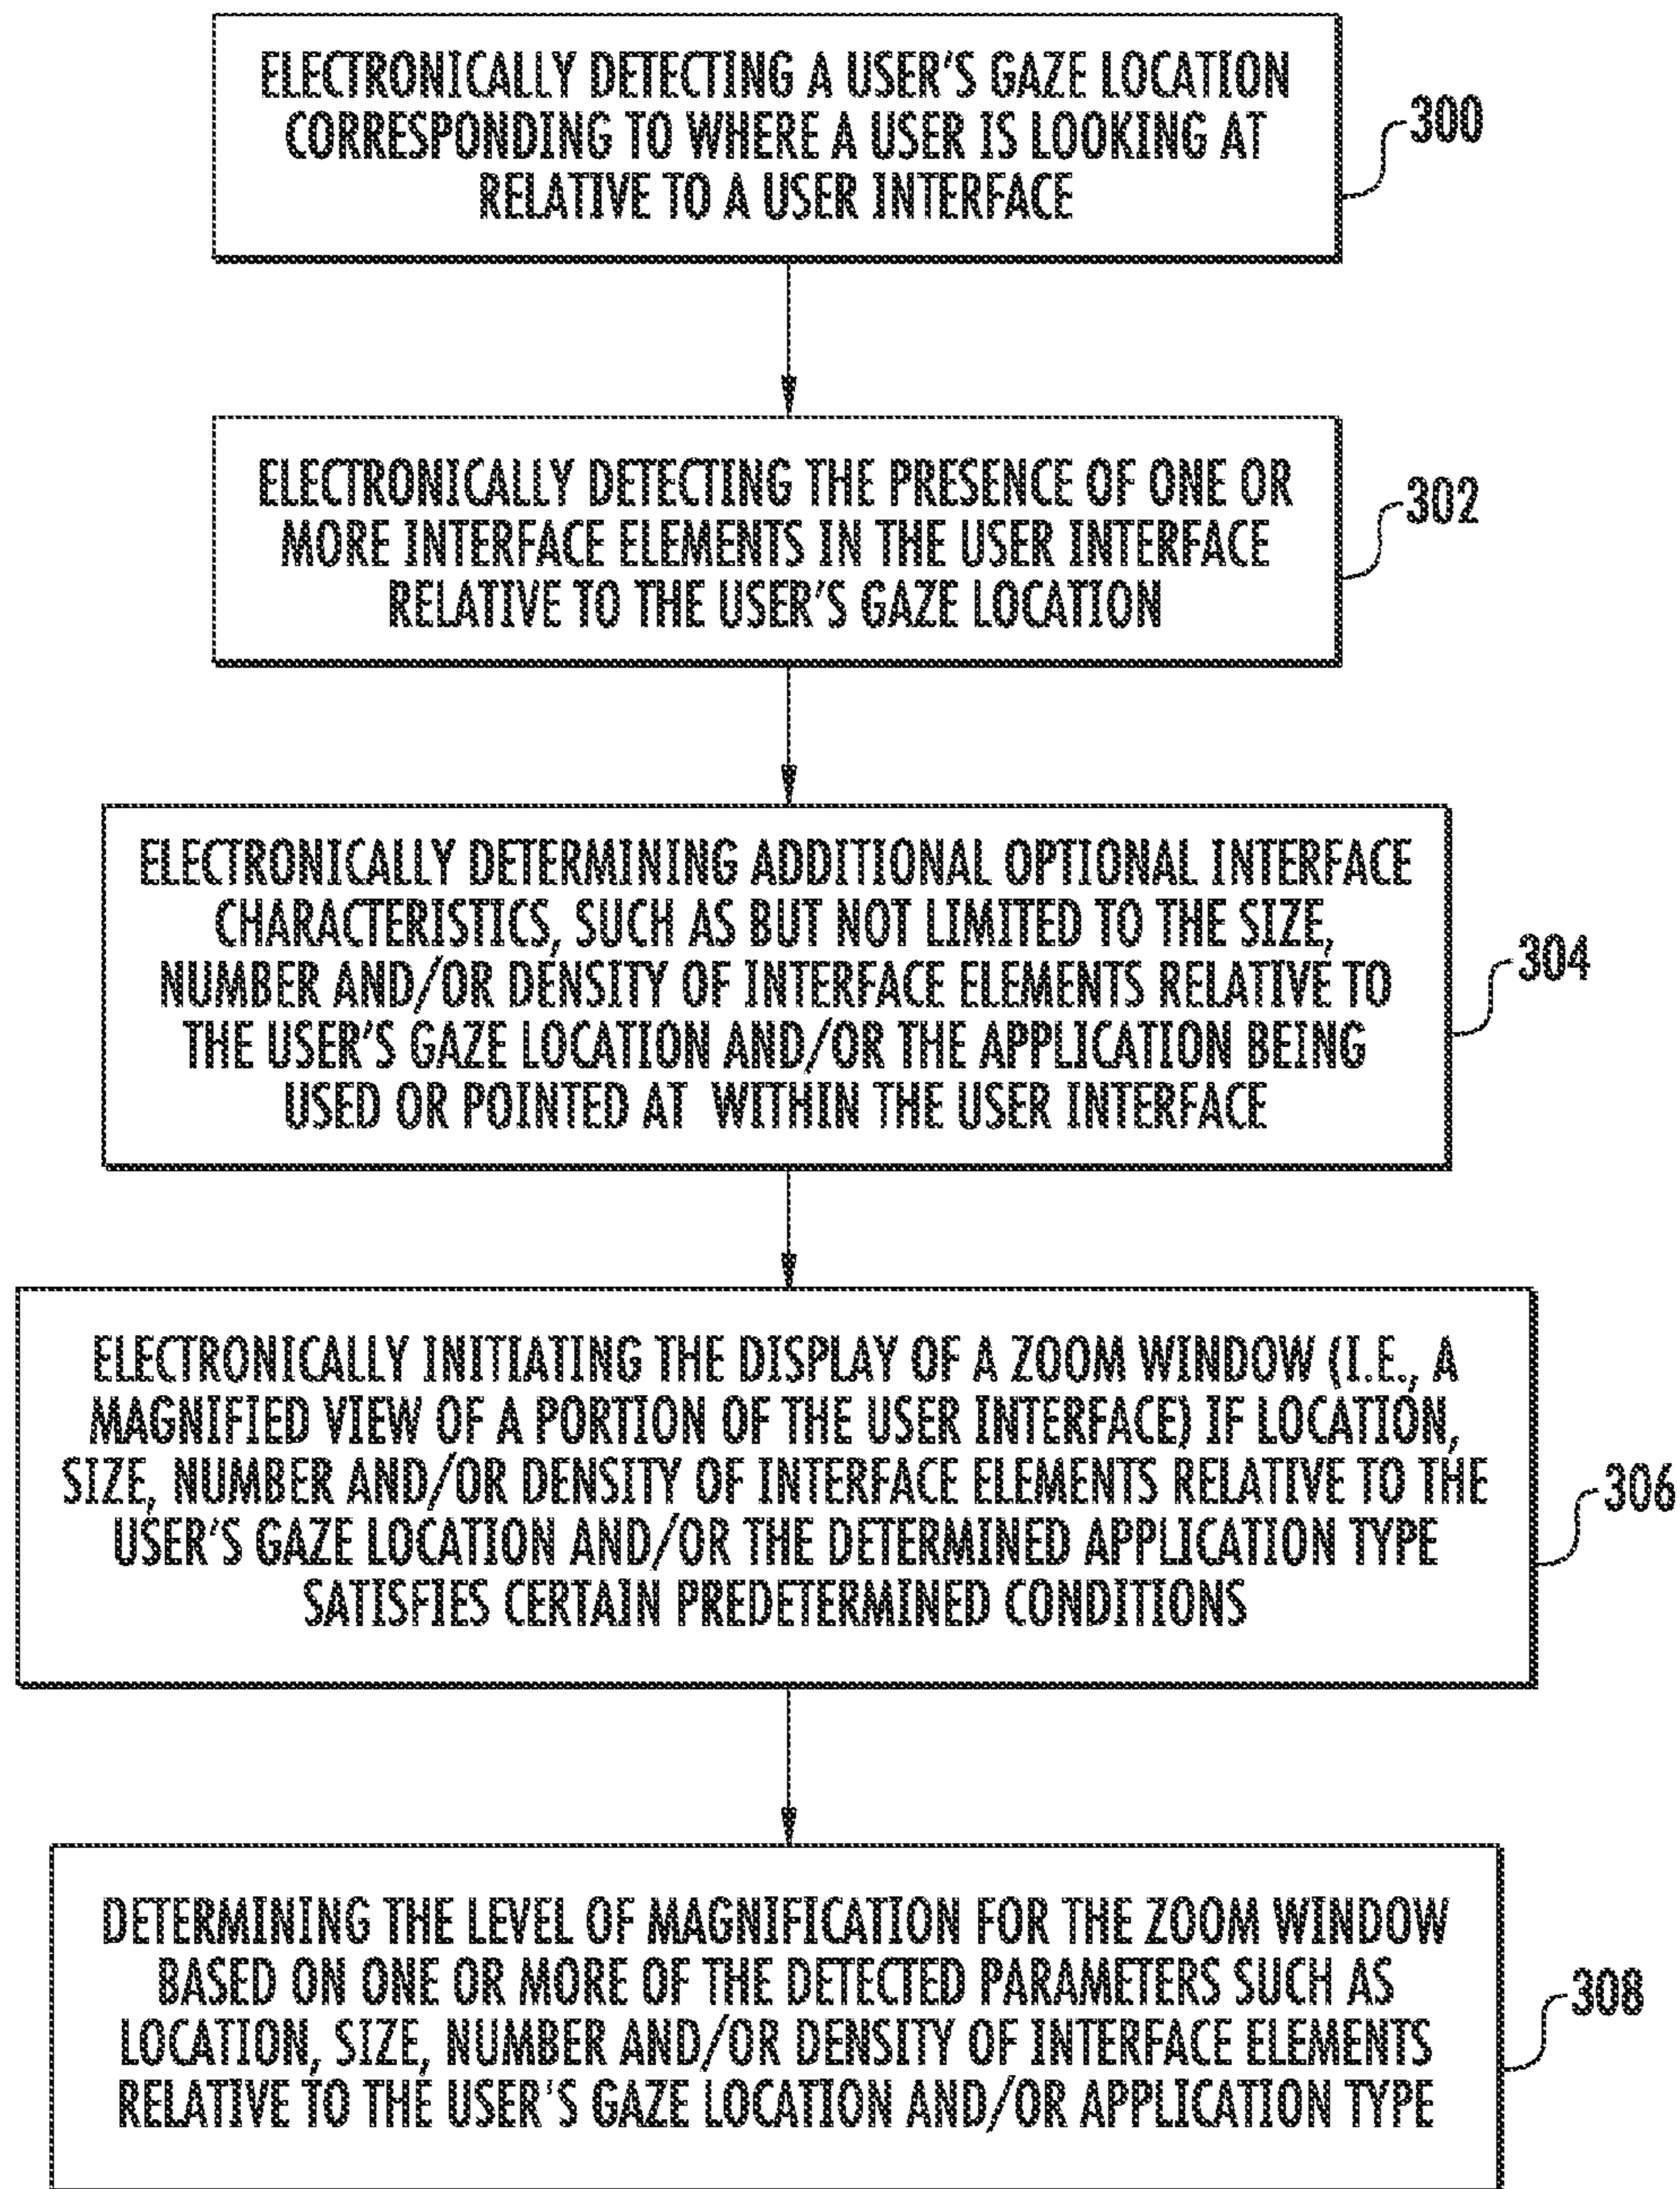 ELECTRONICALLY DETECTING A USER'S GAZE LOCATION
CORRESPONDING TO WHERE A USER IS LOOKING AT
RELATIVE TO A USER INTERFACE
300
ELECTRONICALLY DETECTING THE PRESENCE OF ONE OR
MORE INTERFACE ELEMENTS IN THE USER INTERFACE
RELATIVE TO THE USER'S GAZE LOCATION
302
ELECTRONICALLY DETERMINING ADDITIONAL OPTIONAL INTERFACE
CHARACTERISTICS, SUCH AS BUT NOT LIMITED TO THE SIZE,
NUMBER AND/OR DENSITY OF INTERFACE ELEMENTS RELATIVE TO
THE USER'S GAZE LOCATION AND/OR THE APPLICATION BEING
USED OR POINTED AT WITHIN THE USER INTERFACE
304
ELECTRONICALLY INITIATING THE DISPLAY OF A ZOOM WINDOW (I.E., A
MAGNIFIED VIEW OF A PORTION OF THE USER INTERFACE) IF LOCATION,
SIZE, NUMBER AND/OR DENSITY OF INTERFACE ELEMENTS RELATIVE TO THE
USER'S GAZE LOCATION AND/OR THE DETERMINED APPLICATION TYPE
SATISFIES CERTAIN PREDETERMINED CONDITIONS
306
DETERMINING THE LEVEL OF MAGNIFICATION FOR THE ZOOM WINDOW
BASED ON ONE OR MORE OF THE DETECTED PARAMETERS SUCH AS
LOCATION, SIZE, NUMBER AND/OR DENSITY OF INTERFACE ELEMENTS
RELATIVE TO THE USER'S GAZE LOCATION AND/OR APPLICATION TYPE
308